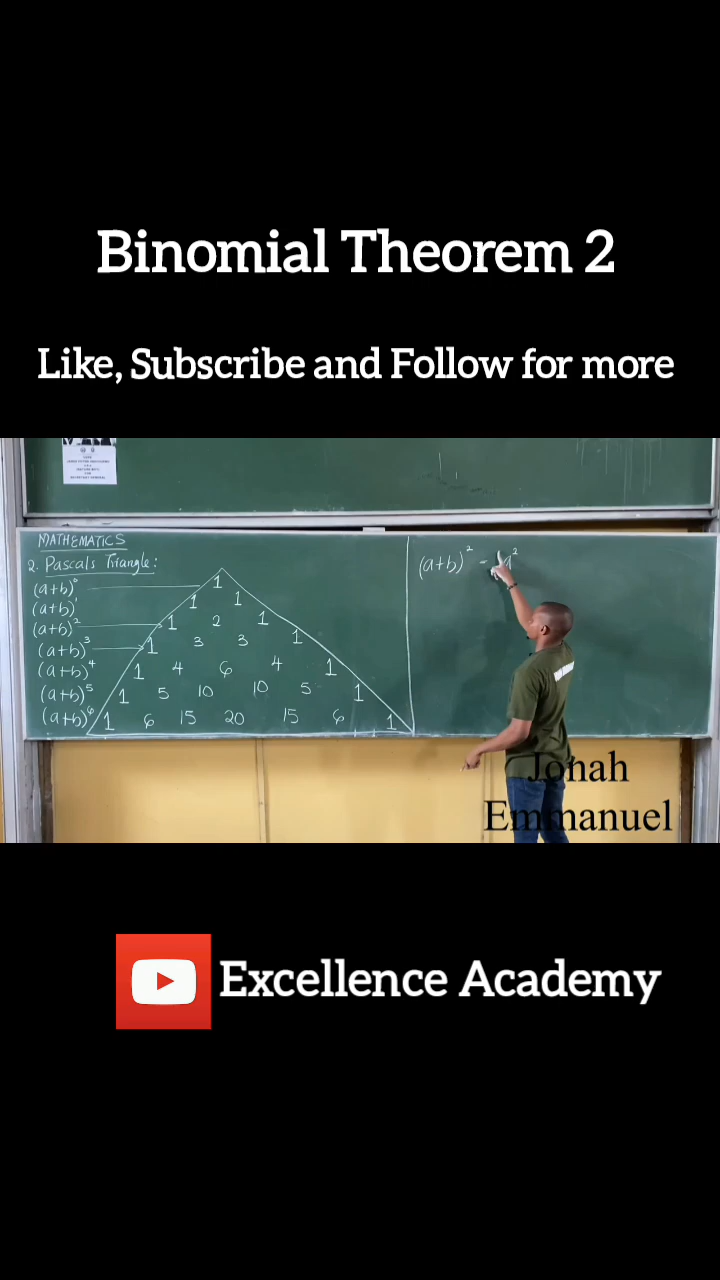 Binomial Theorem 2
Like, Subscribe and Follow for more
MATHEMATICS
2. Pascals Triangle:
(a+b)⁰ 1
(a+b)¹ 1 1
(a+b)² 1 2 1
(a+b)³ 1 3 3 1
(a+b)⁴ 1 4 6 4 1
(a+b)⁵ 1 5 10 10 5 1
(a+b)⁶ 1 6 15 20 15 6 1
(a+b)² = a²
Jonah
Emmanuel
Excellence Academy